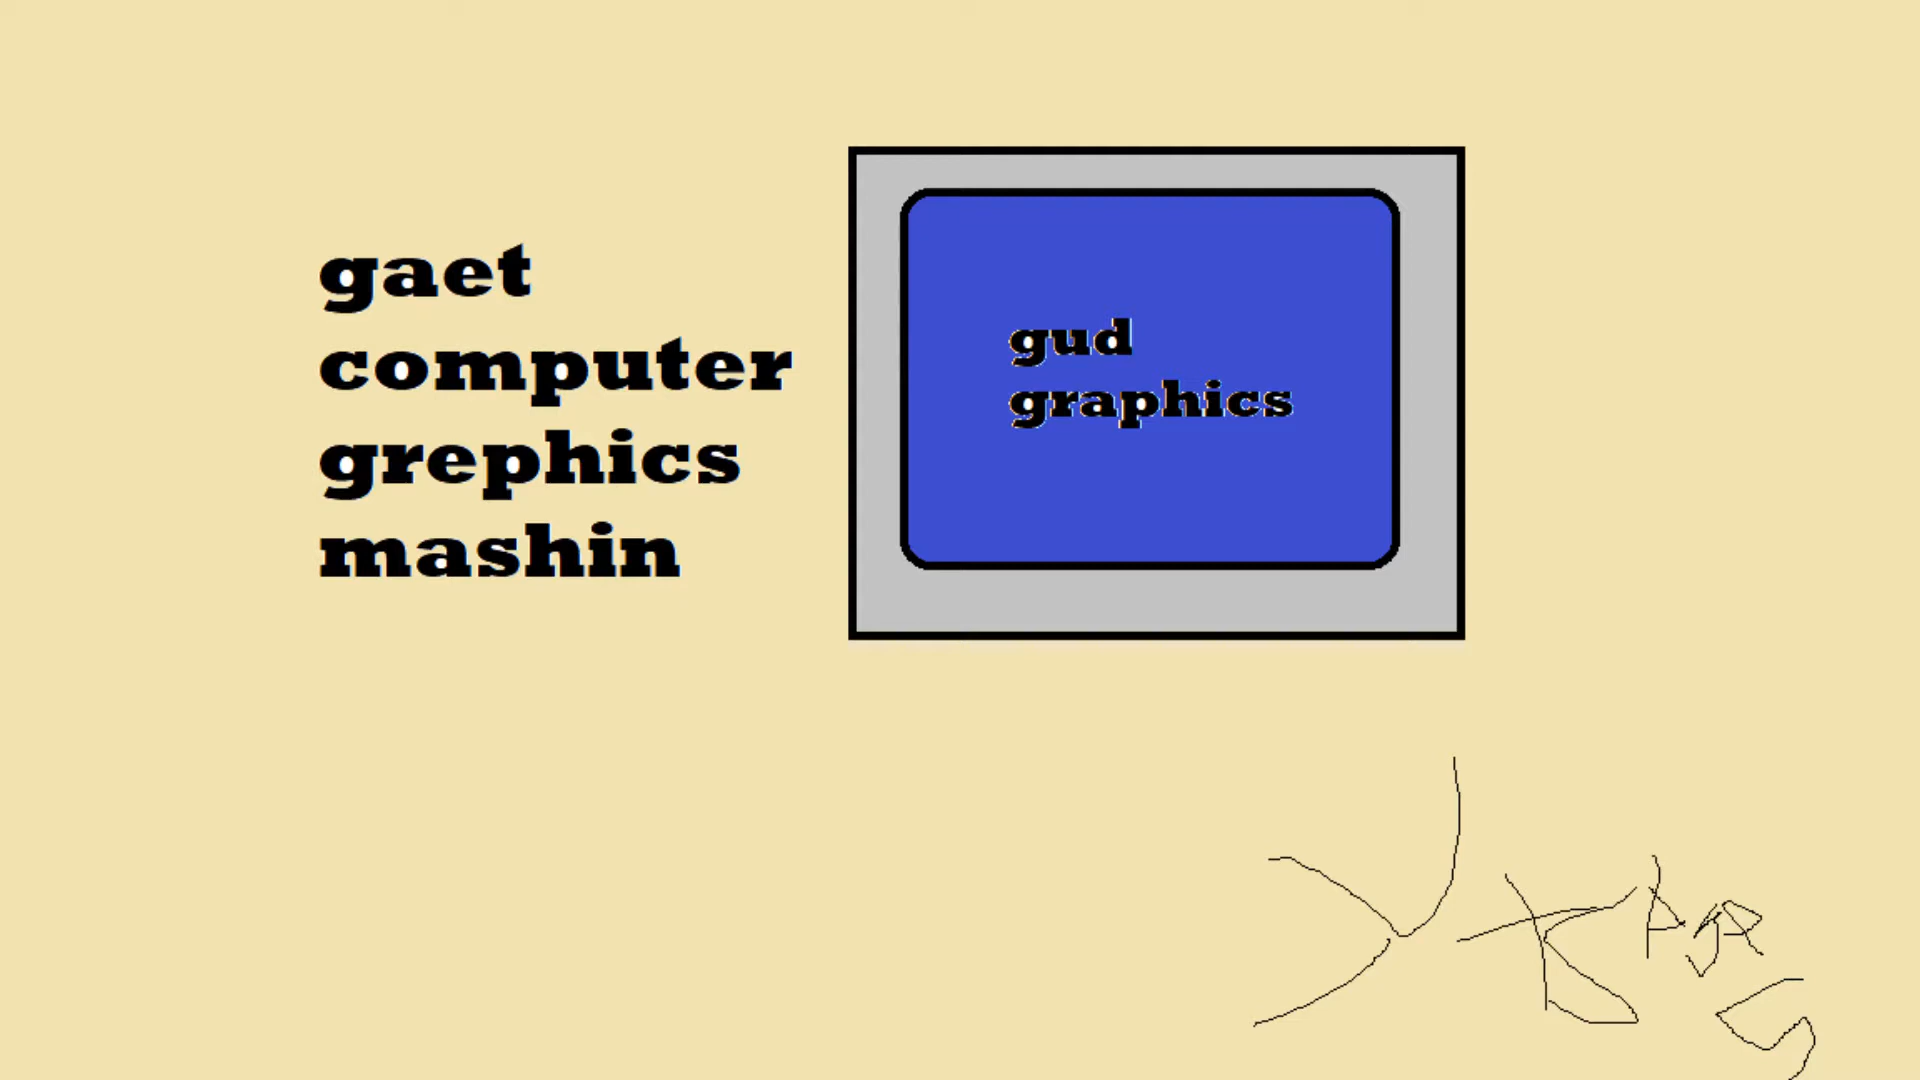 gaet
computer
grephics
mashin
gud
graphics